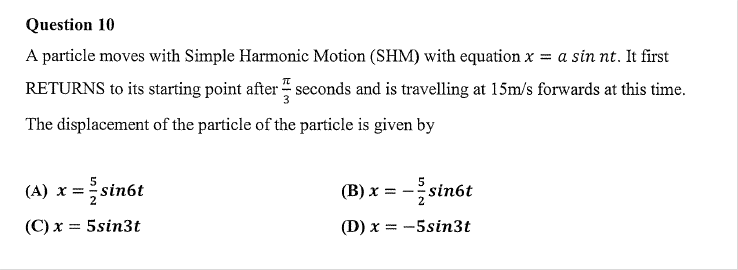 Question 10
A particle moves with Simple Harmonic Motion (SHM) with equation x = a sin nt. It first
RETURNS to its starting point after π/3 seconds and is travelling at 15m/s forwards at this time.
The displacement of the particle of the particle is given by
(A) x = 5/2 sin6t (B) x = −5/2 sin6t
(C) x = 5sin3t (D) x = −5sin3t